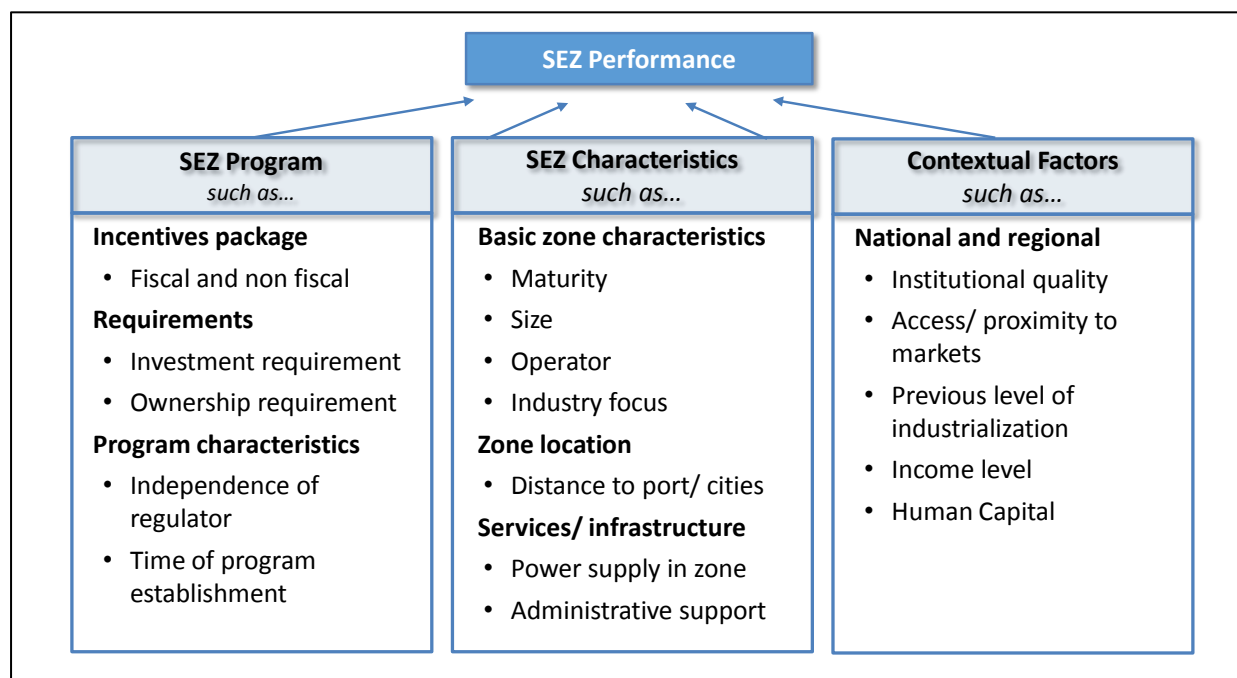 SEZ Performance
SEZ Program
such as...
Incentives package
• Fiscal and non fiscal
Requirements
• Investment requirement
• Ownership requirement
Program characteristics
• Independence of
regulator
• Time of program
establishment
SEZ Characteristics
such as...
Basic zone characteristics
• Maturity
• Size
• Operator
• Industry focus
Zone location
• Distance to port/ cities
Services/ infrastructure
• Power supply in zone
• Administrative support
Contextual Factors
such as...
National and regional
• Institutional quality
• Access/ proximity to
markets
• Previous level of
industrialization
• Income level
• Human Capital